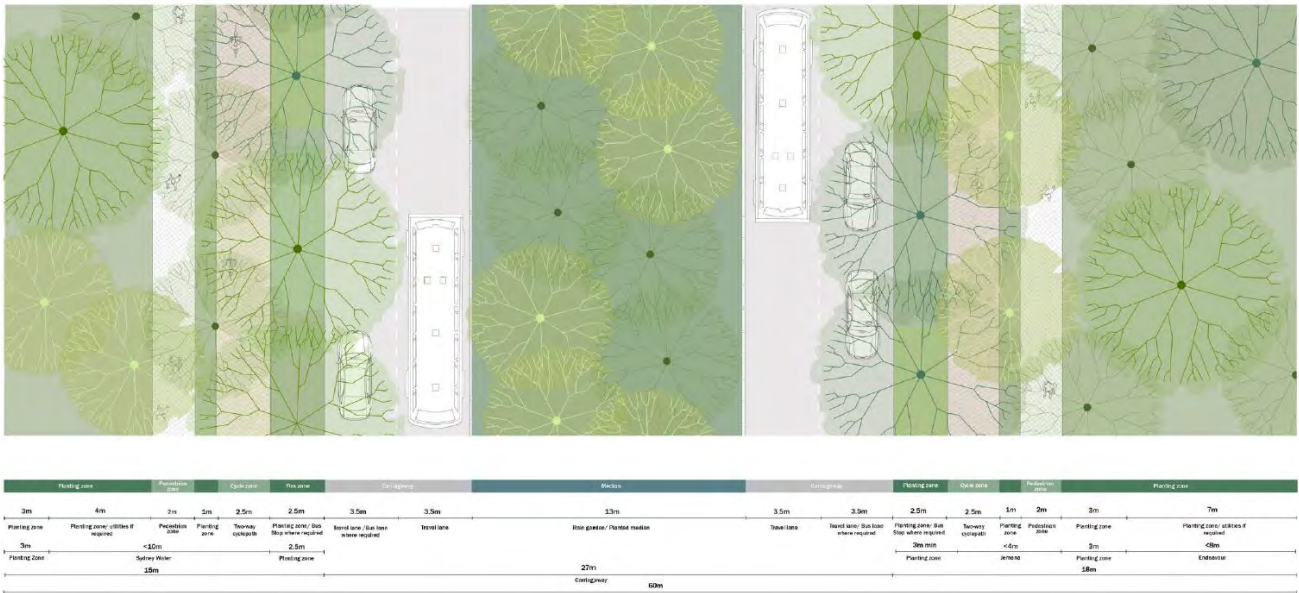 Planting zone Pedestrian zone Cycle zone Flex zone Carriageway Median Carriageway Planting zone Cycle zone Pedestrian zone Planting zone
3m 4m 2m 1m 2.5m 2.5m 3.5m 3.5m 13m 3.5m 3.5m 2.5m 2.5m 1m 2m 3m 7m
Planting zone Planting zone/ utilities if required Pedestrian zone Planting zone Two-way cyclepath Planting zone/ Bus Stop where required Travel lane/ Bus lane where required Travel lane Rain garden/ Planted median Travel lane Travel lane/ Bus lane where required Planting zone/ Bus Stop where required Two-way cyclepath Planting zone Pedestrian zone Planting zone Planting zone/ utilities if required
3m <10m 2.5m 3m min <4m 3m <8m
Planting Zone Sydney Water Planting zone Planting zone Jemena Planting zone Endeavour
15m 27m 18m
Carriageway
60m